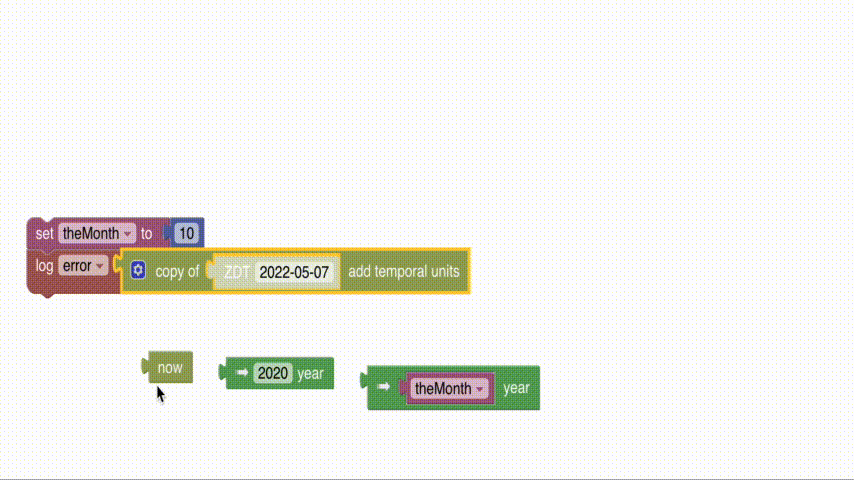 set theMonth to 10
log error copy of ZDT 2022-05-07 add temporal units
now
2020 year
theMonth year